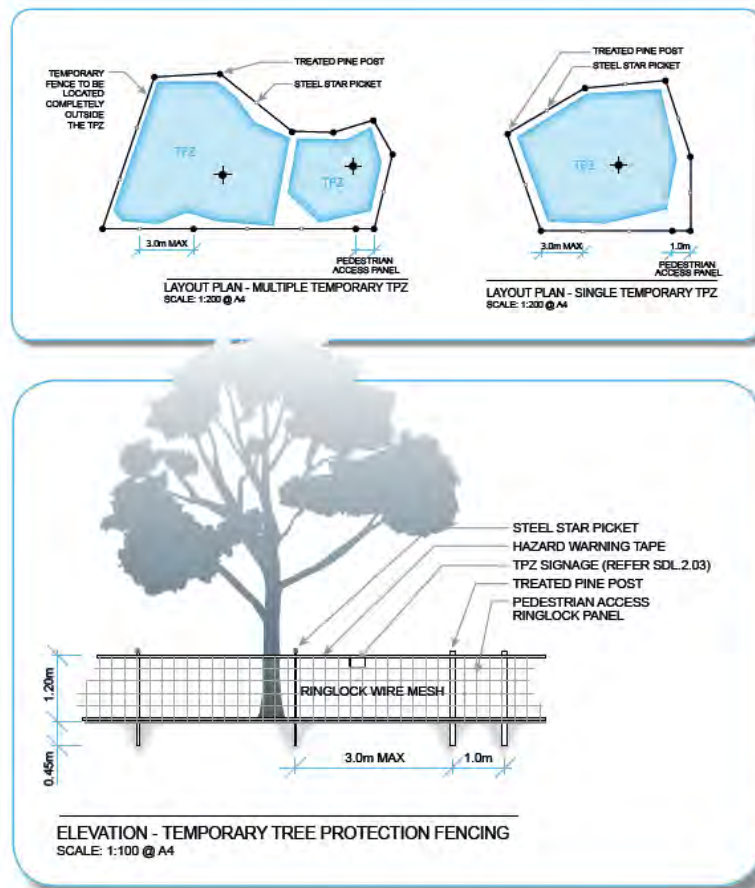 TREATED PINE POST
STEEL STAR PICKET
TEMPORARY
FENCE TO BE
LOCATED
COMPLETELY
OUTSIDE
THE TPZ
TPZ
TPZ
3.0m MAX
PEDESTRIAN
ACCESS PANEL
LAYOUT PLAN - MULTIPLE TEMPORARY TPZ
SCALE: 1:200 @ A4
TREATED PINE POST
STEEL STAR PICKET
TPZ
3.0m MAX
1.0m
PEDESTRIAN
ACCESS PANEL
LAYOUT PLAN - SINGLE TEMPORARY TPZ
SCALE: 1:200 @ A4
STEEL STAR PICKET
HAZARD WARNING TAPE
TPZ SIGNAGE (REFER SDL.2.03)
TREATED PINE POST
PEDESTRIAN ACCESS
RINGLOCK PANEL
RINGLOCK WIRE MESH
1.20m
0.45m
3.0m MAX
1.0m
ELEVATION - TEMPORARY TREE PROTECTION FENCING
SCALE: 1:100 @ A4